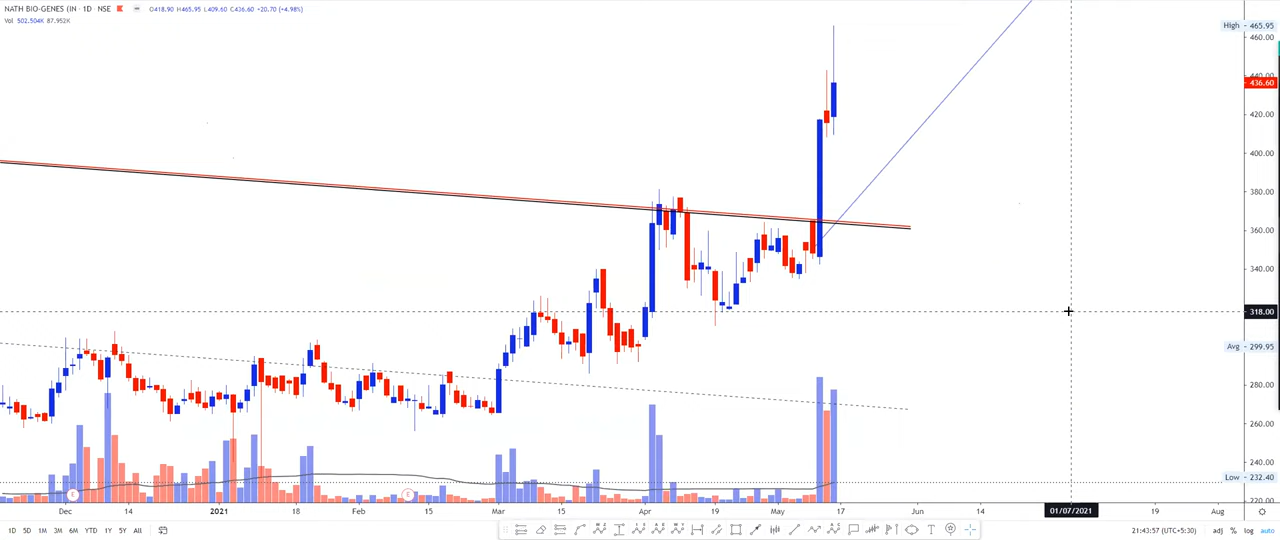 NATH BIO-GENES (IN · 1D · NSE O418.90 H465.95 L409.60 C436.60 +20.70 (+4.98%)
Vol 502.504K 87.952K
High 465.95
460.00
440.00
436.60
420.00
400.00
380.00
360.00
340.00
318.00
Avg 299.95
280.00
260.00
240.00
Low 232.40
220.00
Dec 2021 18 Feb 15 Mar 15 Apr 19 May 17 Jun 14 01/07/2021 19 Aug
E E
1D 5D 1M 3M 6M YTD 1Y 5Y All
21:43:57 (UTC+5:30) adj % log auto